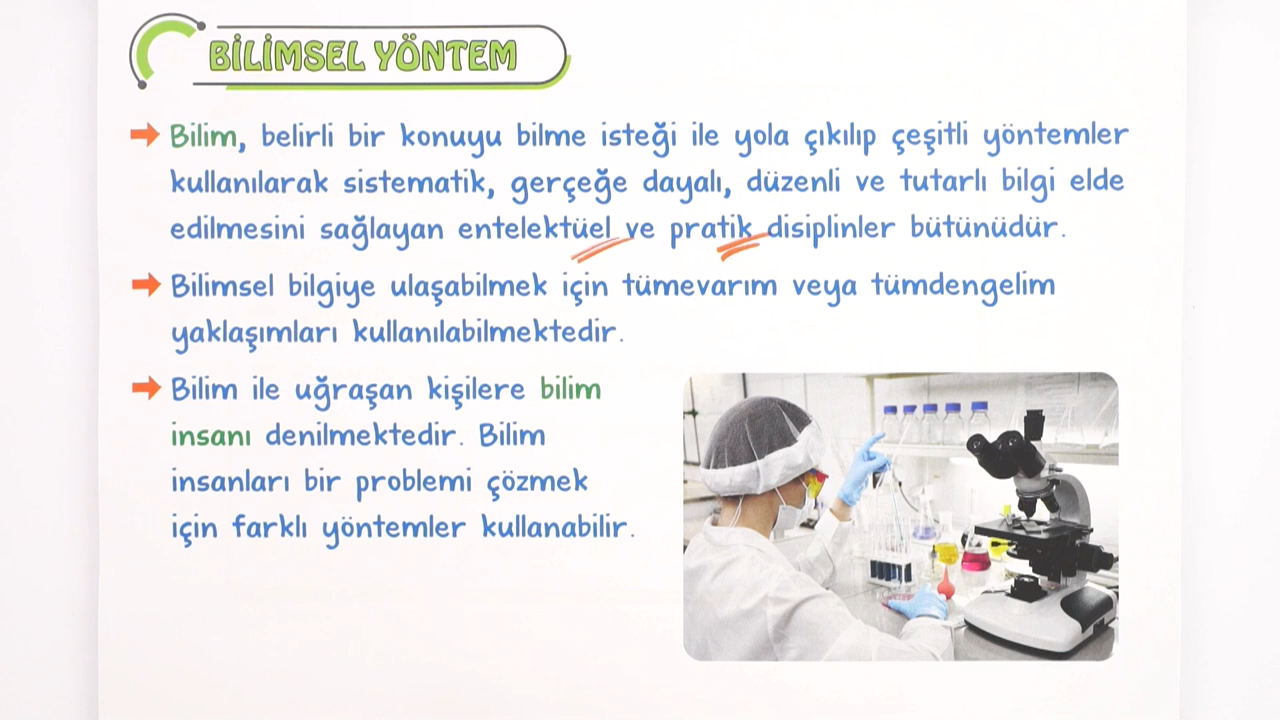 BİLİMSEL YÖNTEM
Bilim, belirli bir konuyu bilme isteği ile yola çıkılıp çeşitli yöntemler
kullanılarak sistematik, gerçeğe dayalı, düzenli ve tutarlı bilgi elde
edilmesini sağlayan entelektüel ve pratik disiplinler bütünüdür.
Bilimsel bilgiye ulaşabilmek için tümevarım veya tümdengelim
yaklaşımları kullanılabilmektedir.
Bilim ile uğraşan kişilere bilim
insanı denilmektedir. Bilim
insanları bir problemi çözmek
için farklı yöntemler kullanabilir.